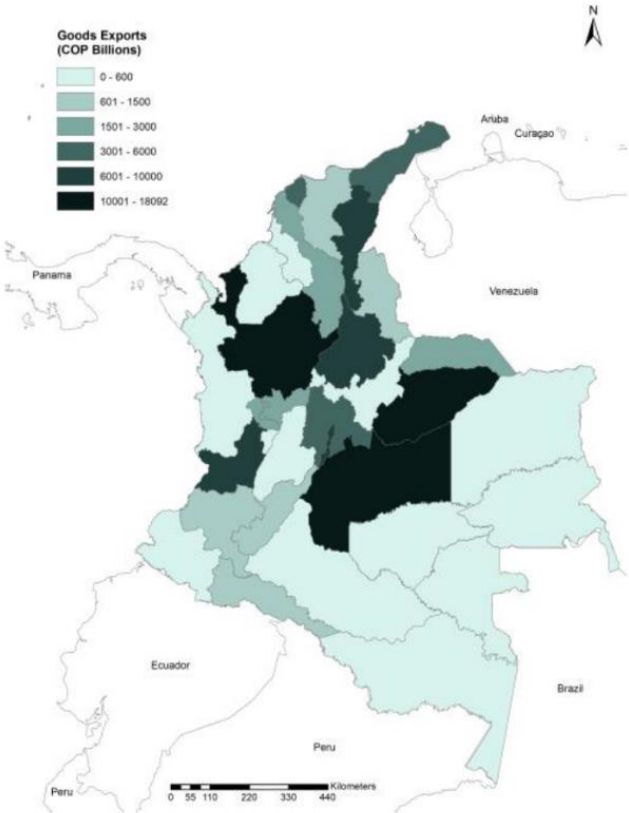 N
Goods Exports
(COP Billions)
0 - 600
601 - 1500
1501 - 3000
3001 - 6000
6001 - 10000
10001 - 18092
Aruba
Curaçao
Panama
Venezuela
Ecuador
Brazil
Peru
Peru
Kilometers
0 55 110 220 330 440